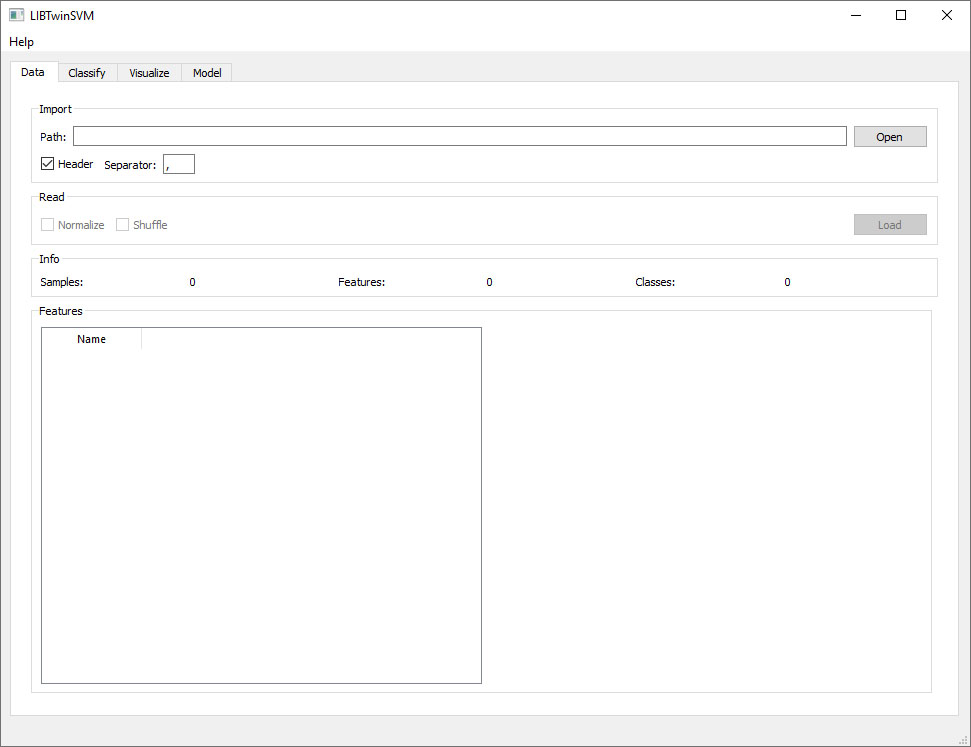 LIBTwinSVM
Help
Data Classify Visualize Model
Import
Path: Open
Header Separator: ,
Read
Normalize Shuffle Load
Info
Samples: 0 Features: 0 Classes: 0
Features
Name